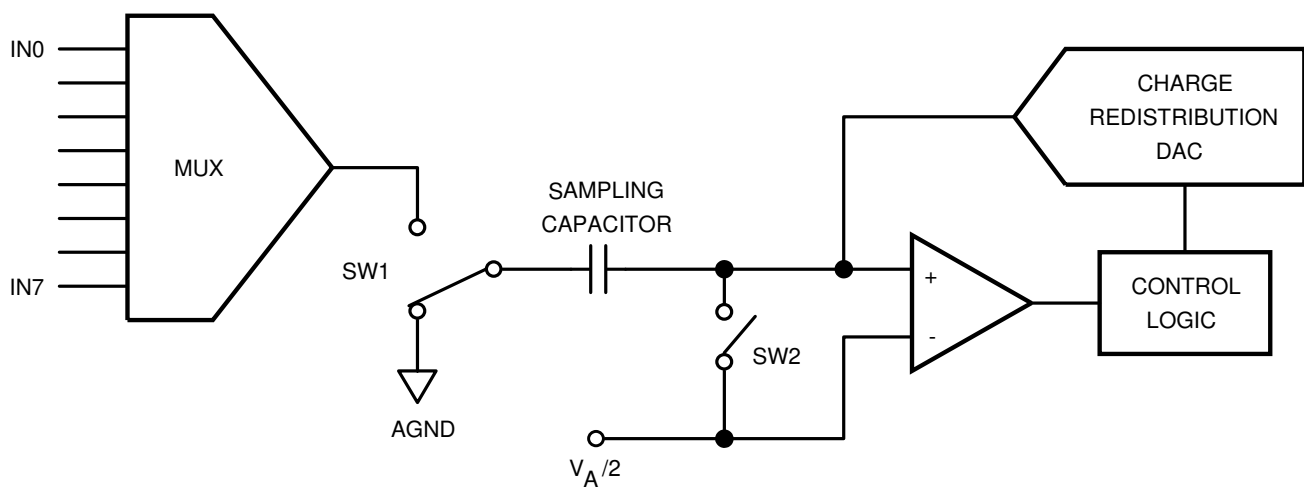 IN0
MUX
IN7
SW1
AGND
SAMPLING
CAPACITOR
SW2
V_A/2
+
-
CHARGE
REDISTRIBUTION
DAC
CONTROL
LOGIC